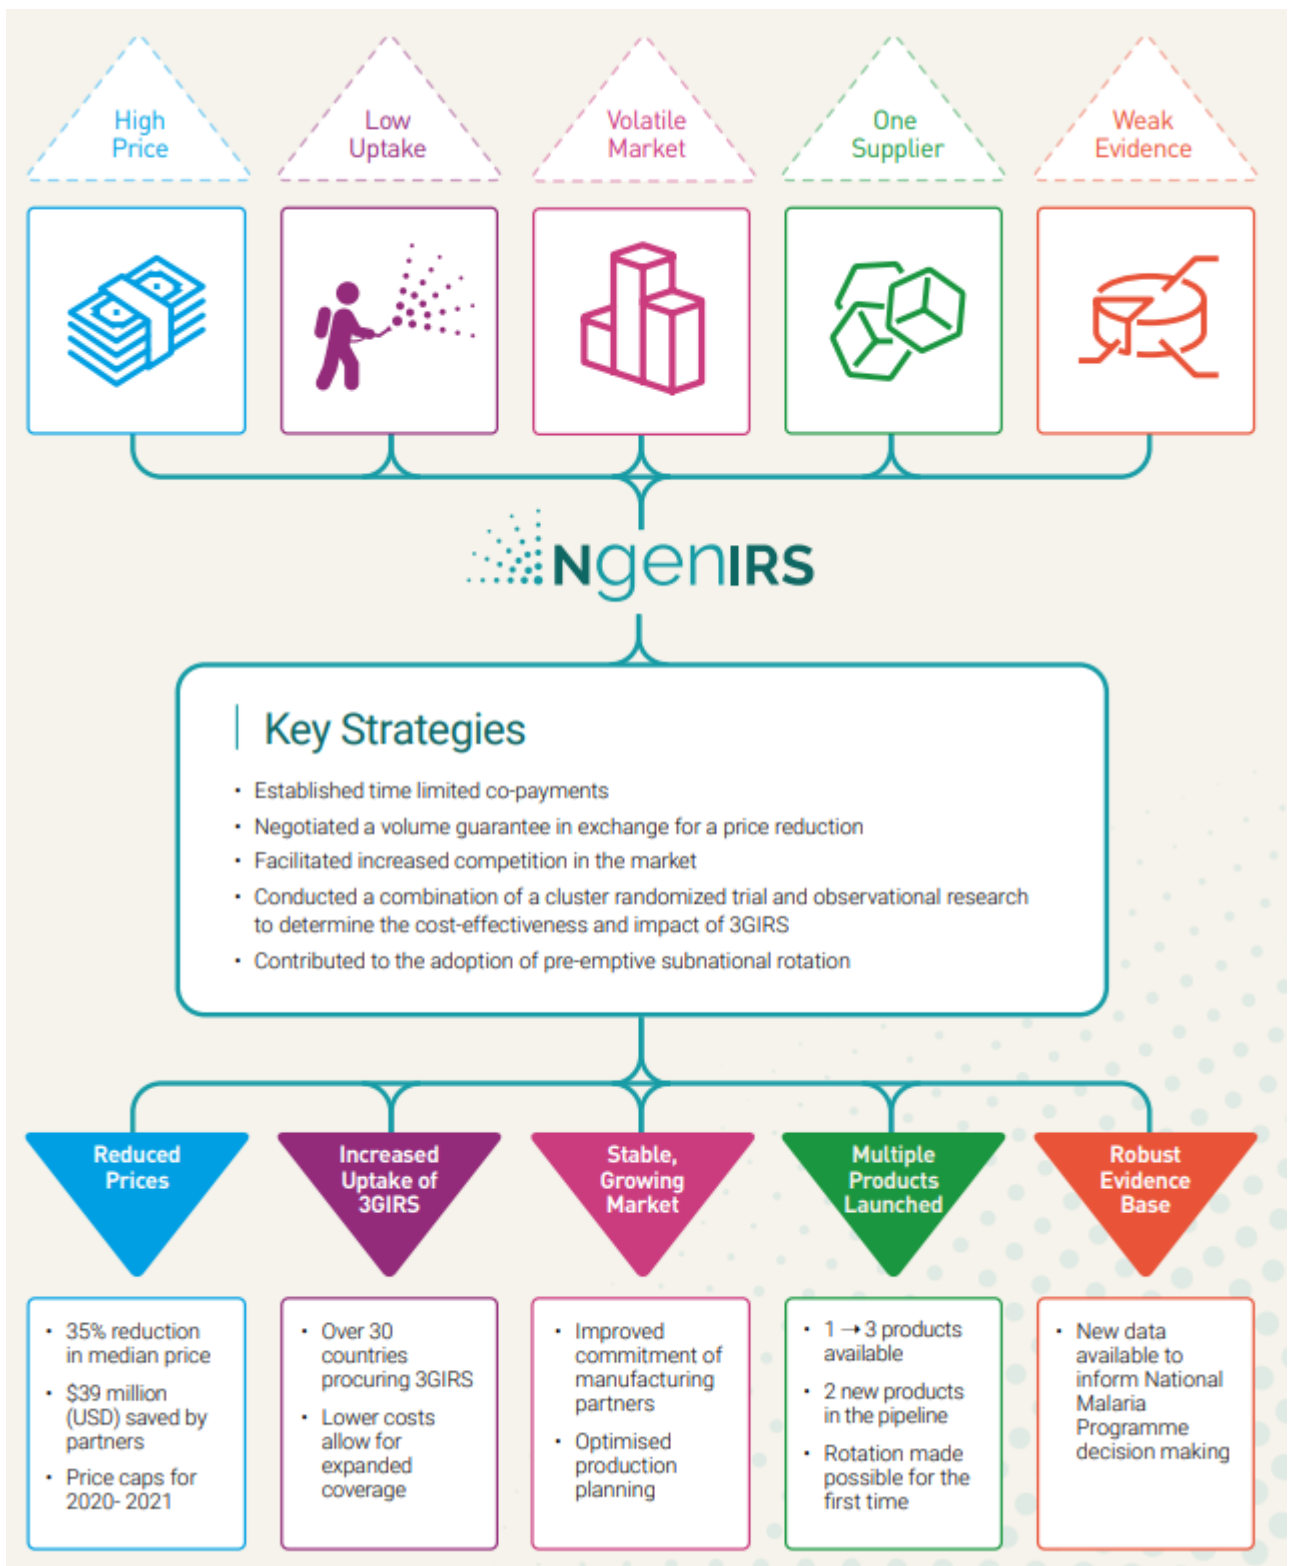 High
Price
Low
Uptake
Volatile
Market
One
Supplier
Weak
Evidence
NgenIRS
Key Strategies
• Established time limited co-payments
• Negotiated a volume guarantee in exchange for a price reduction
• Facilitated increased competition in the market
• Conducted a combination of a cluster randomized trial and observational research
to determine the cost-effectiveness and impact of 3GIRS
• Contributed to the adoption of pre-emptive subnational rotation
Reduced
Prices
Increased
Uptake of
3GIRS
Stable,
Growing
Market
Multiple
Products
Launched
Robust
Evidence
Base
• 35% reduction
in median price
• $39 million
(USD) saved by
partners
• Price caps for
2020- 2021
• Over 30
countries
procuring 3GIRS
• Lower costs
allow for
expanded
coverage
• Improved
commitment of
manufacturing
partners
• Optimised
production
planning
• 1 → 3 products
available
• 2 new products
in the pipeline
• Rotation made
possible for the
first time
• New data
available to
inform National
Malaria
Programme
decision making